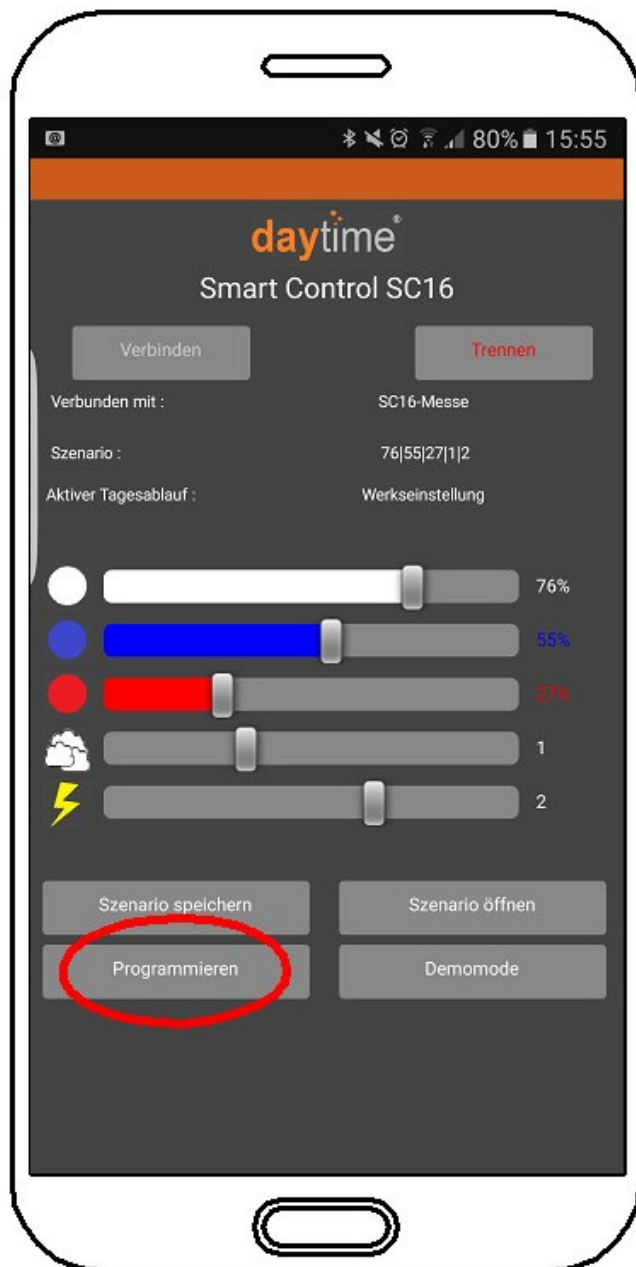 80% 15:55
daytime®
Smart Control SC16
Verbinden Trennen
Verbunden mit : SC16-Messe
Szenario : 76|55|27|1|2
Aktiver Tagesablauf : Werkseinstellung
76%
55%
27%
1
2
Szenario speichern Szenario öffnen
Programmieren Demomode